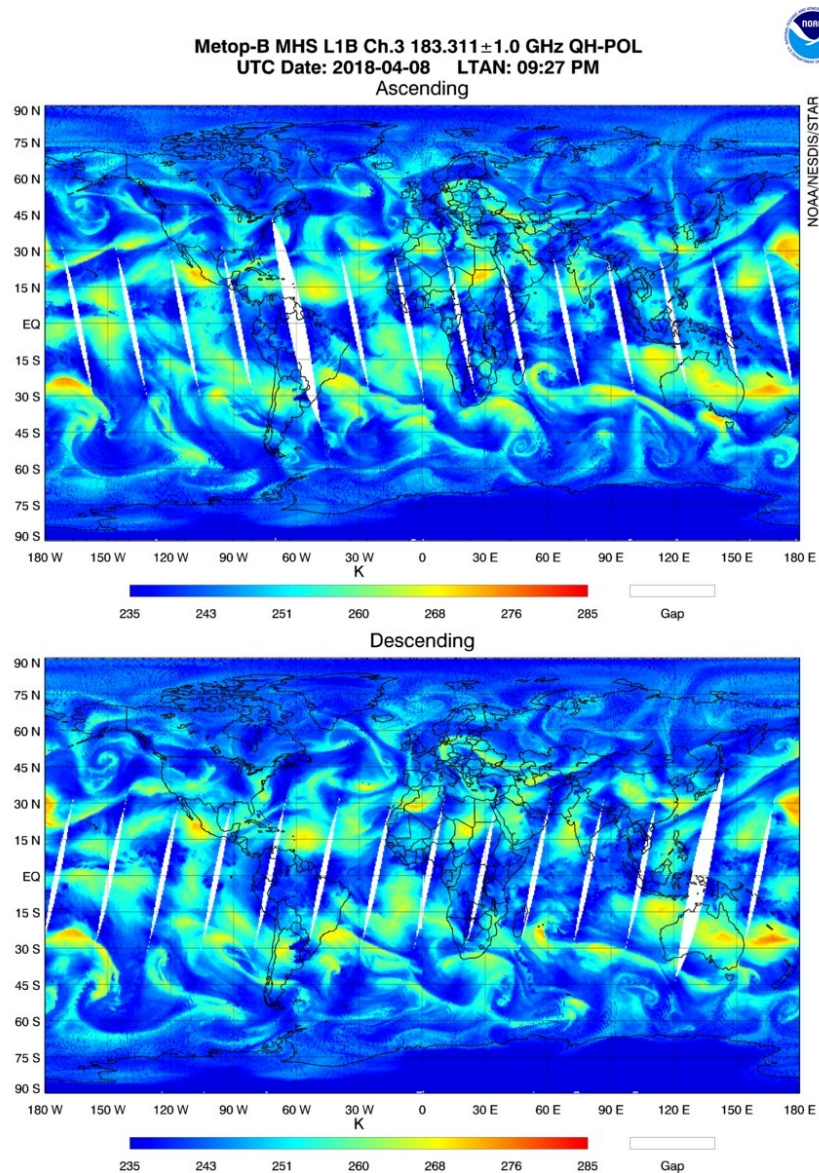 Metop-B MHS L1B Ch.3 183.311±1.0 GHz QH-POL
UTC Date: 2018-04-08 LTAN: 09:27 PM
Ascending
NOAA
NOAA/NESDIS/STAR
90 N
75 N
60 N
45 N
30 N
15 N
EQ
15 S
30 S
45 S
60 S
75 S
90 S
180 W 150 W 120 W 90 W 60 W 30 W 0 30 E 60 E 90 E 120 E 150 E 180 E
K
235 243 251 260 268 276 285 Gap
Descending
90 N
75 N
60 N
45 N
30 N
15 N
EQ
15 S
30 S
45 S
60 S
75 S
90 S
180 W 150 W 120 W 90 W 60 W 30 W 0 30 E 60 E 90 E 120 E 150 E 180 E
K
235 243 251 260 268 276 285 Gap